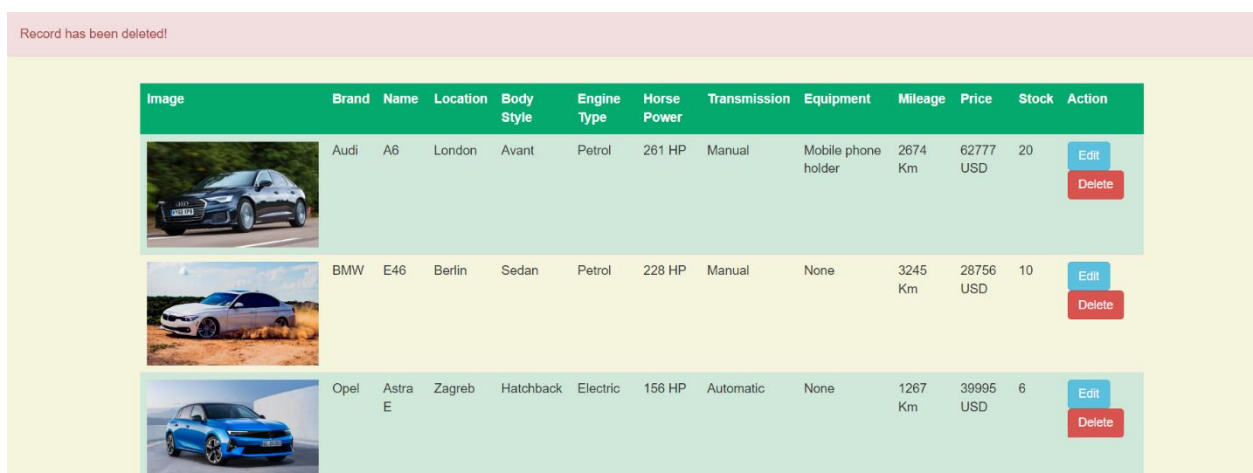 Record has been deleted!
Image Brand Name Location Body Style Engine Type Horse Power Transmission Equipment Mileage Price Stock Action
Audi A6 London Avant Petrol 261 HP Manual Mobile phone holder 2674 Km 62777 USD 20 Edit
Delete
BMW E46 Berlin Sedan Petrol 228 HP Manual None 3245 Km 28756 USD 10 Edit
Delete
Opel Astra E Zagreb Hatchback Electric 156 HP Automatic None 1267 Km 39995 USD 6 Edit
Delete